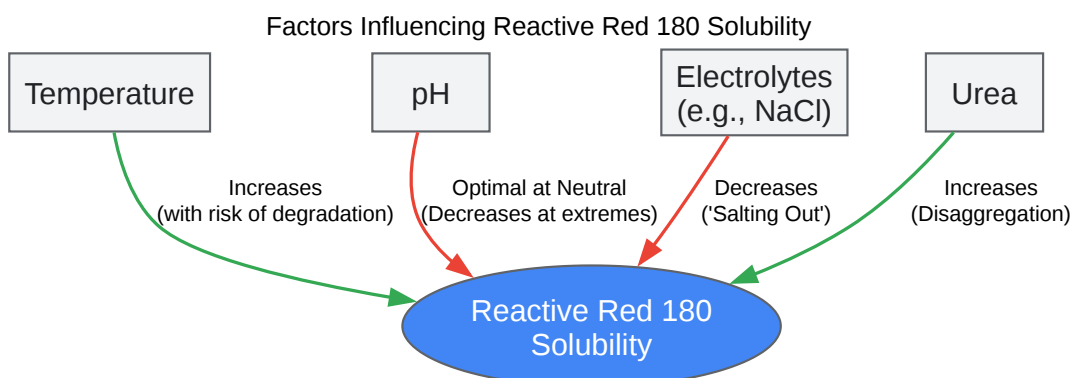 Factors Influencing Reactive Red 180 Solubility
Temperature
pH
Electrolytes
(e.g., NaCl)
Urea
Increases
(with risk of degradation)
Optimal at Neutral
(Decreases at extremes)
Decreases
('Salting Out')
Increases
(Disaggregation)
Reactive Red 180
Solubility